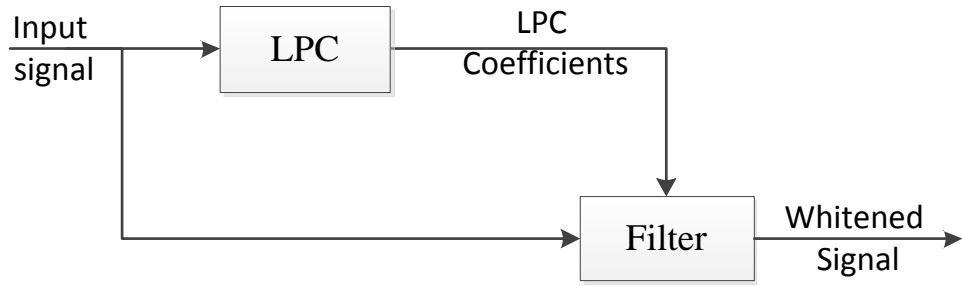 Input
signal
LPC
LPC
Coefficients
Filter
Whitened
Signal